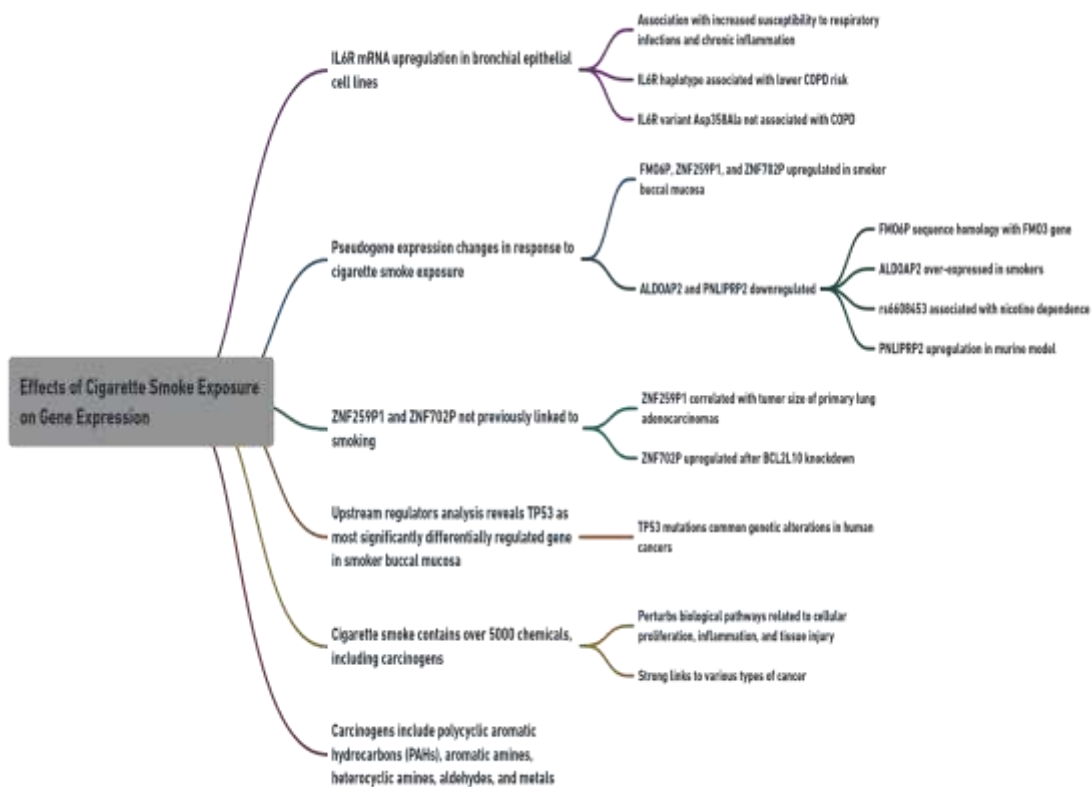 Effects of Cigarette Smoke Exposure
on Gene Expression
IL6R mRNA upregulation in bronchial epithelial
cell lines
Association with increased susceptibility to respiratory
infections and chronic inflammation
IL6R haplotype associated with lower COPD risk
IL6R variant Asp358Ala not associated with COPD
Pseudogene expression changes in response to
cigarette smoke exposure
FMO6P, ZNF259P1, and ZNF702P upregulated in smoker
buccal mucosa
ALDOAP2 and PNLIPRP2 downregulated
FMO6P sequence homology with FMO3 gene
ALDOAP2 over-expressed in smokers
rs6608453 associated with nicotine dependence
PNLIPRP2 upregulation in murine model
ZNF259P1 and ZNF702P not previously linked to
smoking
ZNF259P1 correlated with tumor size of primary lung
adenocarcinomas
ZNF702P upregulated after BCL2L10 knockdown
Upstream regulators analysis reveals TP53 as
most significantly differentially regulated gene
in smoker buccal mucosa
TP53 mutations common genetic alterations in human
cancers
Cigarette smoke contains over 5000 chemicals,
including carcinogens
Perturbs biological pathways related to cellular
proliferation, inflammation, and tissue injury
Strong links to various types of cancer
Carcinogens include polycyclic aromatic
hydrocarbons (PAHs), aromatic amines,
heterocyclic amines, aldehydes, and metals